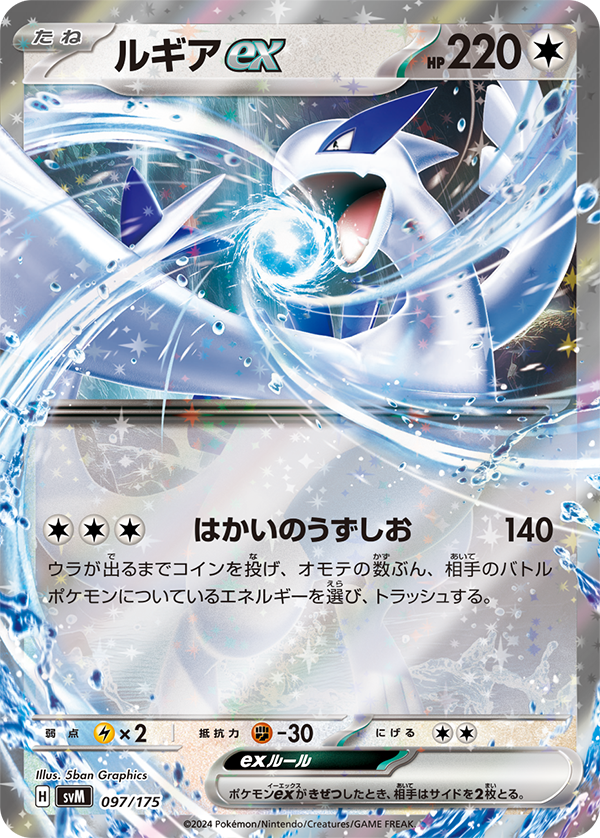 たね ルギアex HP 220
はかいのうずしお 140
ウラが出るまでコインを投げ、オモテの数ぶん、相手のバトル
ポケモンについているエネルギーを選び、トラッシュする。
弱点 ×2 抵抗力 -30 にげる
exルール
ポケモンexがきぜつしたとき、相手はサイドを2枚とる。
Illus. 5ban Graphics
H svM 097/175
©2024 Pokémon/Nintendo/Creatures/GAME FREAK.